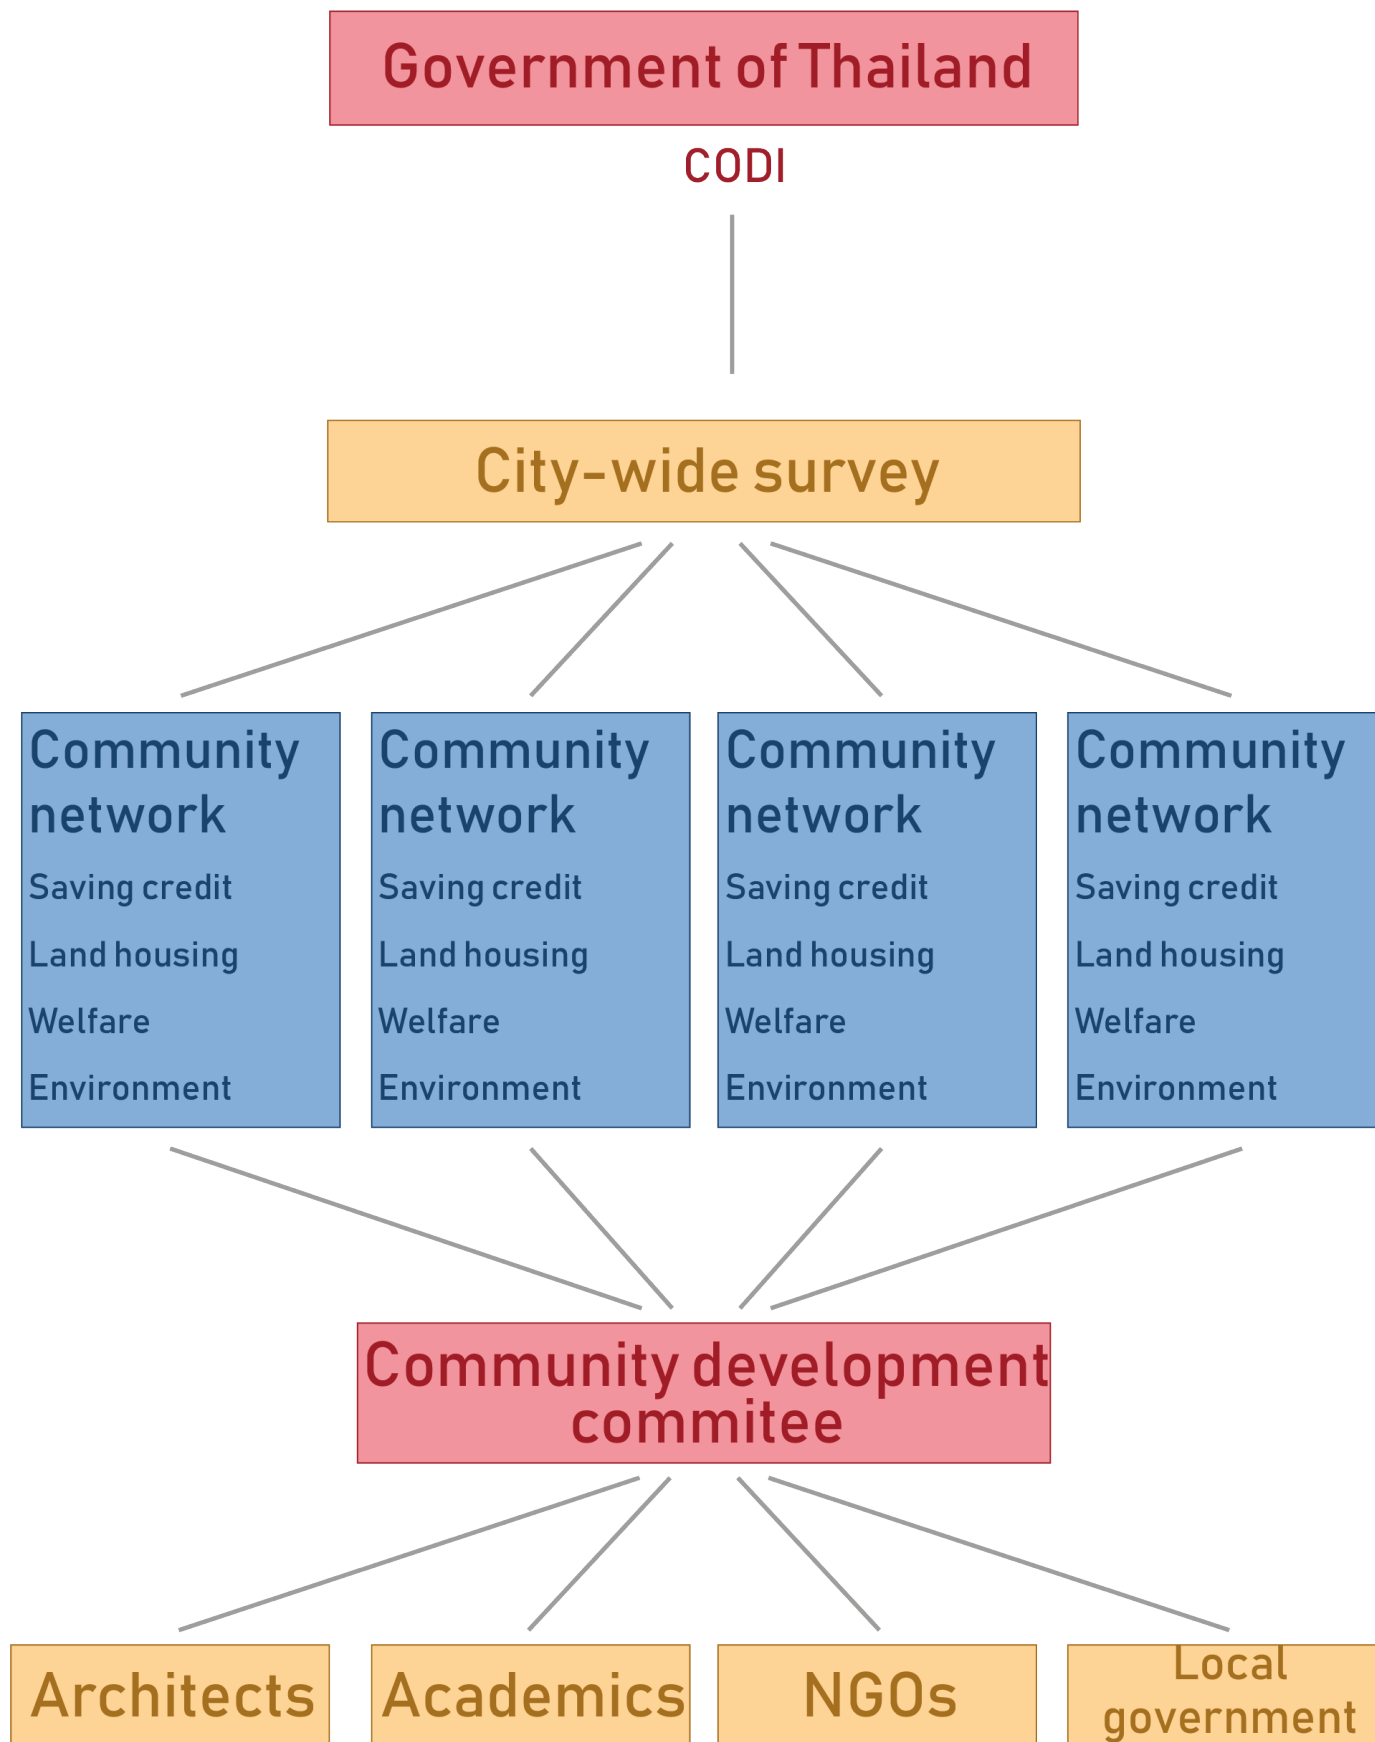 Government of Thailand
CODI
City-wide survey
Community
network
Saving credit
Land housing
Welfare
Environment
Community
network
Saving credit
Land housing
Welfare
Environment
Community
network
Saving credit
Land housing
Welfare
Environment
Community
network
Saving credit
Land housing
Welfare
Environment
Community development
commitee
Architects
Academics
NGOs
Local
government